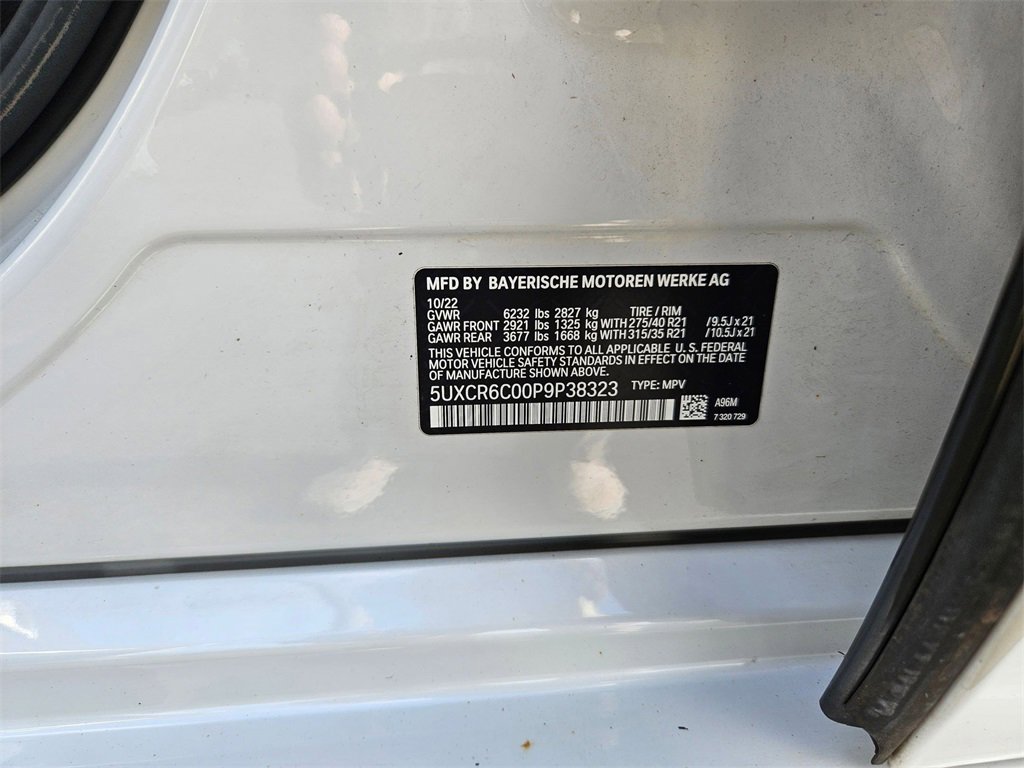 MFD BY BAYERISCHE MOTOREN WERKE AG
10/22
GVWR 6232 lbs 2827 kg TIRE / RIM
GAWR FRONT 2921 lbs 1325 kg WITH 275/40 R21 / 9.5J x 21
GAWR REAR 3677 lbs 1668 kg WITH 315/35 R21 / 10.5J x 21
THIS VEHICLE CONFORMS TO ALL APPLICABLE U. S. FEDERAL
MOTOR VEHICLE SAFETY STANDARDS IN EFFECT ON THE DATE
OF MANUFACTURE SHOWN ABOVE.
5UXCR6C00P9P38323 TYPE: MPV
A96M
7 320 729